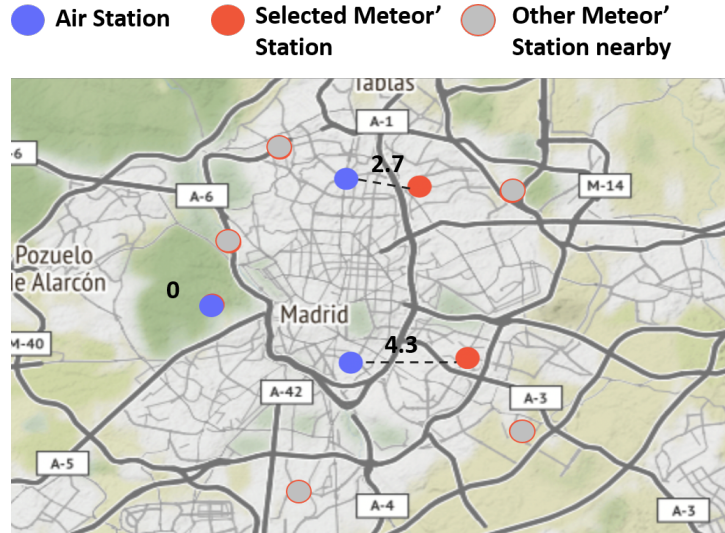 Air Station
Selected Meteor’
Station
Other Meteor’
Station nearby
Tablas
A-1
2.7
-6
M-14
A-6
Pozuelo
de Alarcón
0
Madrid
M-40
4.3
A-42
A-3
A-5
A-4
A-3